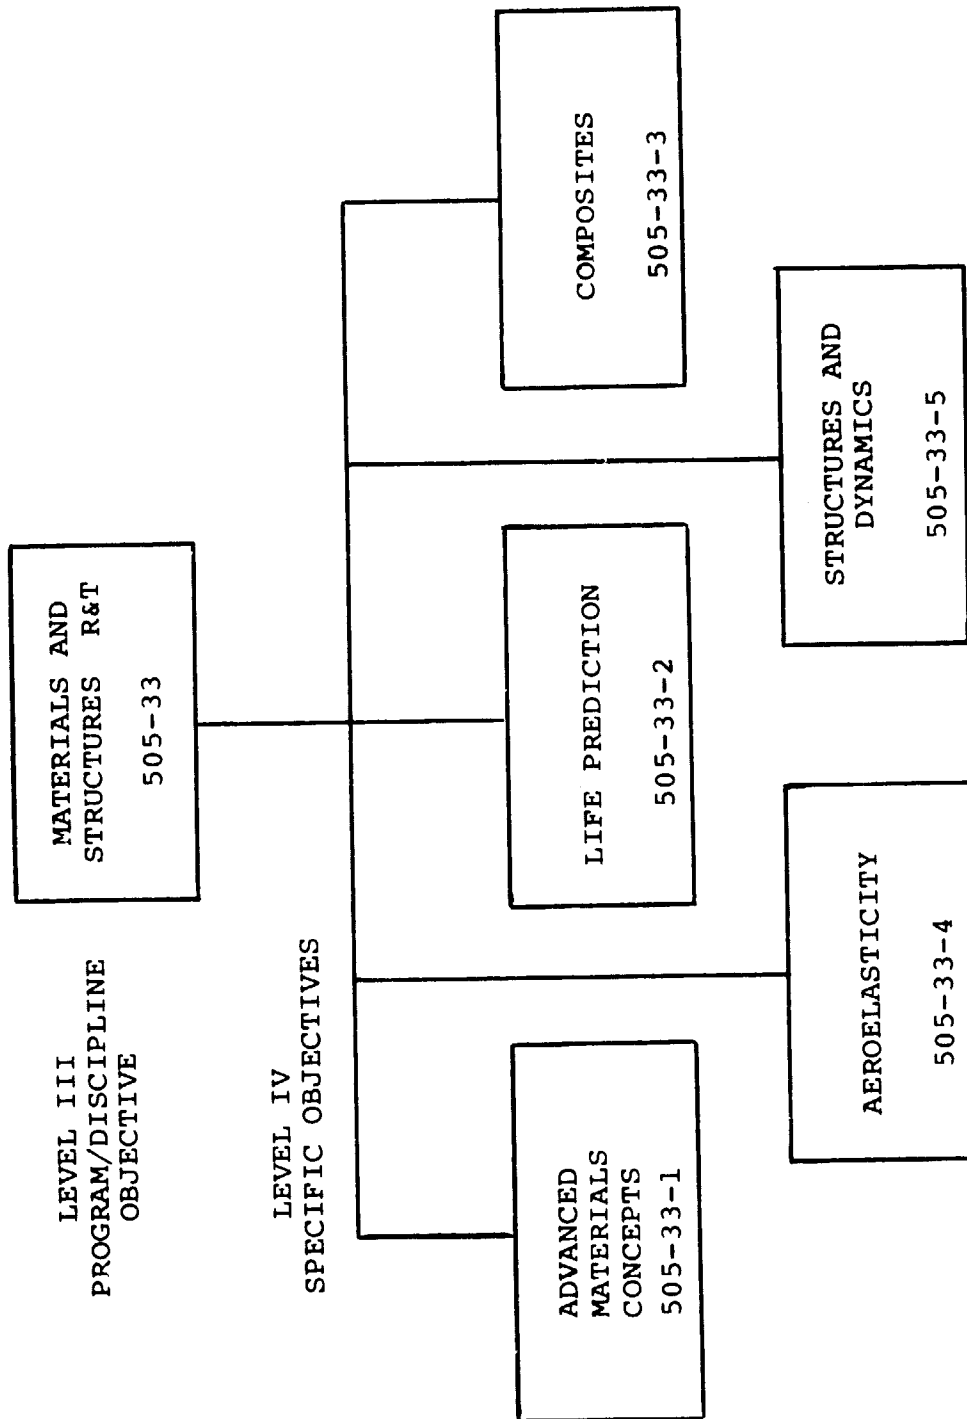 LEVEL III
PROGRAM/DISCIPLINE
OBJECTIVE
MATERIALS AND
STRUCTURES R&T
505-33
LEVEL IV
SPECIFIC OBJECTIVES
ADVANCED
MATERIALS
CONCEPTS
505-33-1
LIFE PREDICTION
505-33-2
COMPOSITES
505-33-3
AEROELASTICITY
505-33-4
STRUCTURES AND
DYNAMICS
505-33-5